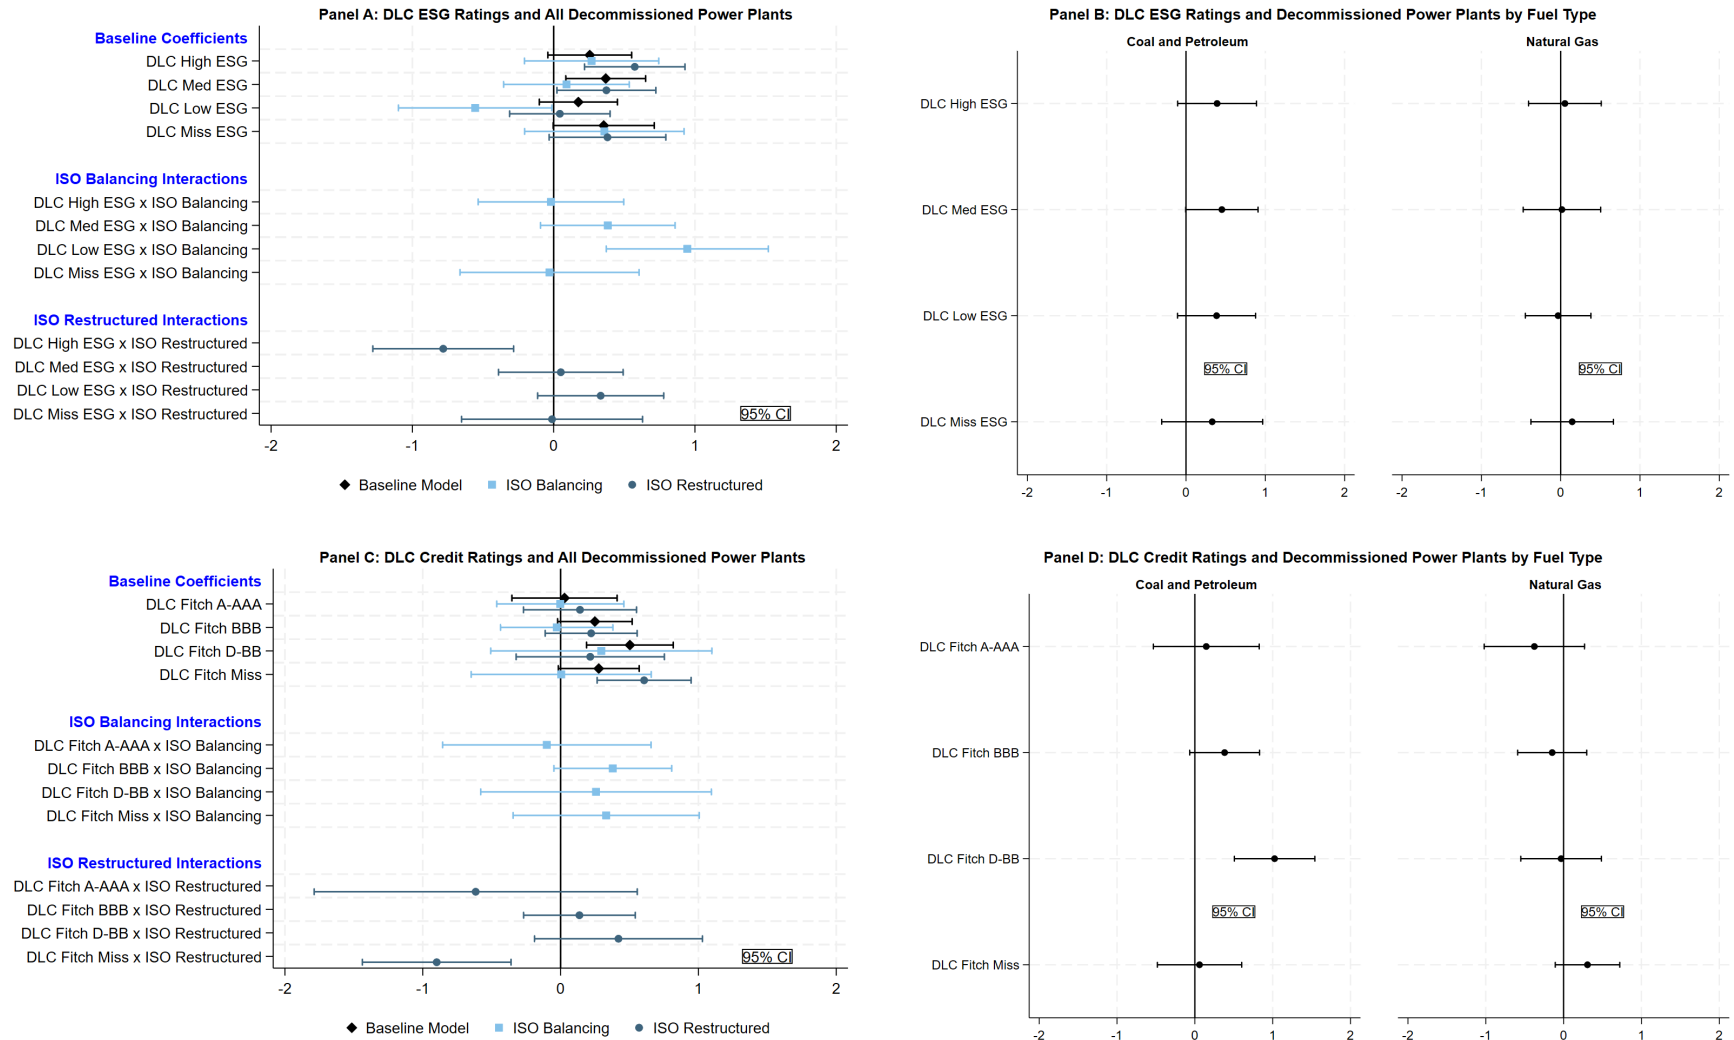 Panel A: DLC ESG Ratings and All Decommissioned Power Plants
Baseline Coefficients
DLC High ESG
DLC Med ESG
DLC Low ESG
DLC Miss ESG
ISO Balancing Interactions
DLC High ESG x ISO Balancing
DLC Med ESG x ISO Balancing
DLC Low ESG x ISO Balancing
DLC Miss ESG x ISO Balancing
ISO Restructured Interactions
DLC High ESG x ISO Restructured
DLC Med ESG x ISO Restructured
DLC Low ESG x ISO Restructured
DLC Miss ESG x ISO Restructured
95% CI
-2 -1 0 1 2
Baseline Model ISO Balancing ISO Restructured
Panel B: DLC ESG Ratings and Decommissioned Power Plants by Fuel Type
Coal and Petroleum Natural Gas
DLC High ESG
DLC Med ESG
DLC Low ESG
95% CI 95% CI
DLC Miss ESG
-2 -1 0 1 2 -2 -1 0 1 2
Panel C: DLC Credit Ratings and All Decommissioned Power Plants
Baseline Coefficients
DLC Fitch A-AAA
DLC Fitch BBB
DLC Fitch D-BB
DLC Fitch Miss
ISO Balancing Interactions
DLC Fitch A-AAA x ISO Balancing
DLC Fitch BBB x ISO Balancing
DLC Fitch D-BB x ISO Balancing
DLC Fitch Miss x ISO Balancing
ISO Restructured Interactions
DLC Fitch A-AAA x ISO Restructured
DLC Fitch BBB x ISO Restructured
DLC Fitch D-BB x ISO Restructured
DLC Fitch Miss x ISO Restructured
95% CI
-2 -1 0 1 2
Baseline Model ISO Balancing ISO Restructured
Panel D: DLC Credit Ratings and Decommissioned Power Plants by Fuel Type
Coal and Petroleum Natural Gas
DLC Fitch A-AAA
DLC Fitch BBB
DLC Fitch D-BB
95% CI 95% CI
DLC Fitch Miss
-2 -1 0 1 2 -2 -1 0 1 2